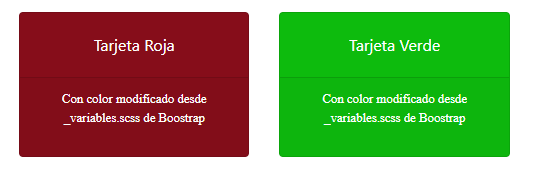 Tarjeta Roja
Con color modificado desde
_variables.scss de Boostrap
Tarjeta Verde
Con color modificado desde
_variables.scss de Boostrap